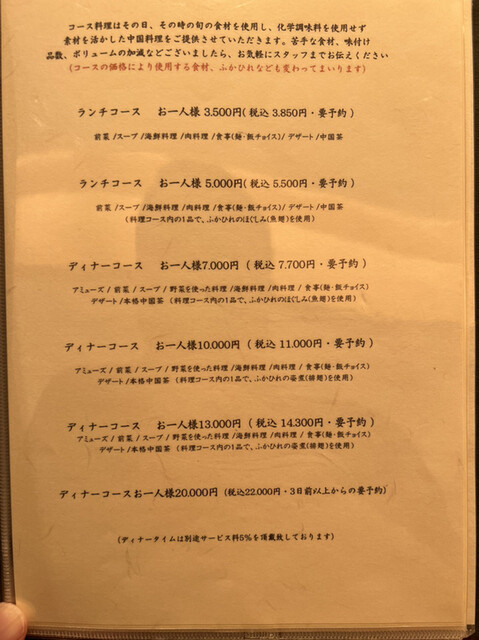 コース料理はその日、その時の旬の食材を使用し、化学調味料を使用せず
素材を活かした中国料理をご提供させていただきます。苦手な食材、味付け
品数、ボリュームの加減などございましたら、お気軽にスタッフまでお伝えください
(コースの価格により使用する食材、ふかひれなども変わってまいります)
ランチコース お一人様 3.500円(税込 3.850円・要予約)
前菜 /スープ /海鮮料理 /肉料理 /食事(麺・飯チョイス)/ デザート /中国茶
ランチコース お一人様 5.000円(税込 5.500円・要予約)
前菜 /スープ /海鮮料理 /肉料理 /食事(麺・飯チョイス)/ デザート /中国茶
(料理コース内の1品で、ふかひれのほぐしみ(魚翅)を使用)
ディナーコース お一人様7.000円 (税込 7.700円・要予約)
アミューズ / 前菜 / スープ / 野菜を使った料理 /海鮮料理 /肉料理 / 食事(麺・飯チョイス)
デザート /本格中国茶 (料理コース内の1品で、ふかひれのほぐしみ(魚翅)を使用)
ディナーコース お一人様10.000円 (税込 11.000円・要予約)
アミューズ / 前菜 / スープ / 野菜を使った料理 /海鮮料理 /肉料理 / 食事(麺・飯チョイス)
デザート /本格中国茶 (料理コース内の1品で、ふかひれの姿煮(排翅)を使用)
ディナーコース お一人様13.000円 (税込 14.300円・要予約)
アミューズ / 前菜 / スープ / 野菜を使った料理 /海鮮料理 /肉料理 / 食事(麺・飯チョイス)
デザート /本格中国茶 (料理コース内の1品で、ふかひれの姿煮(排翅)を使用)
ディナーコースお一人様20.000円 (税込22.000円・3日前以上からの要予約)
(ディナータイムは別途サービス料5%を頂戴致しております)